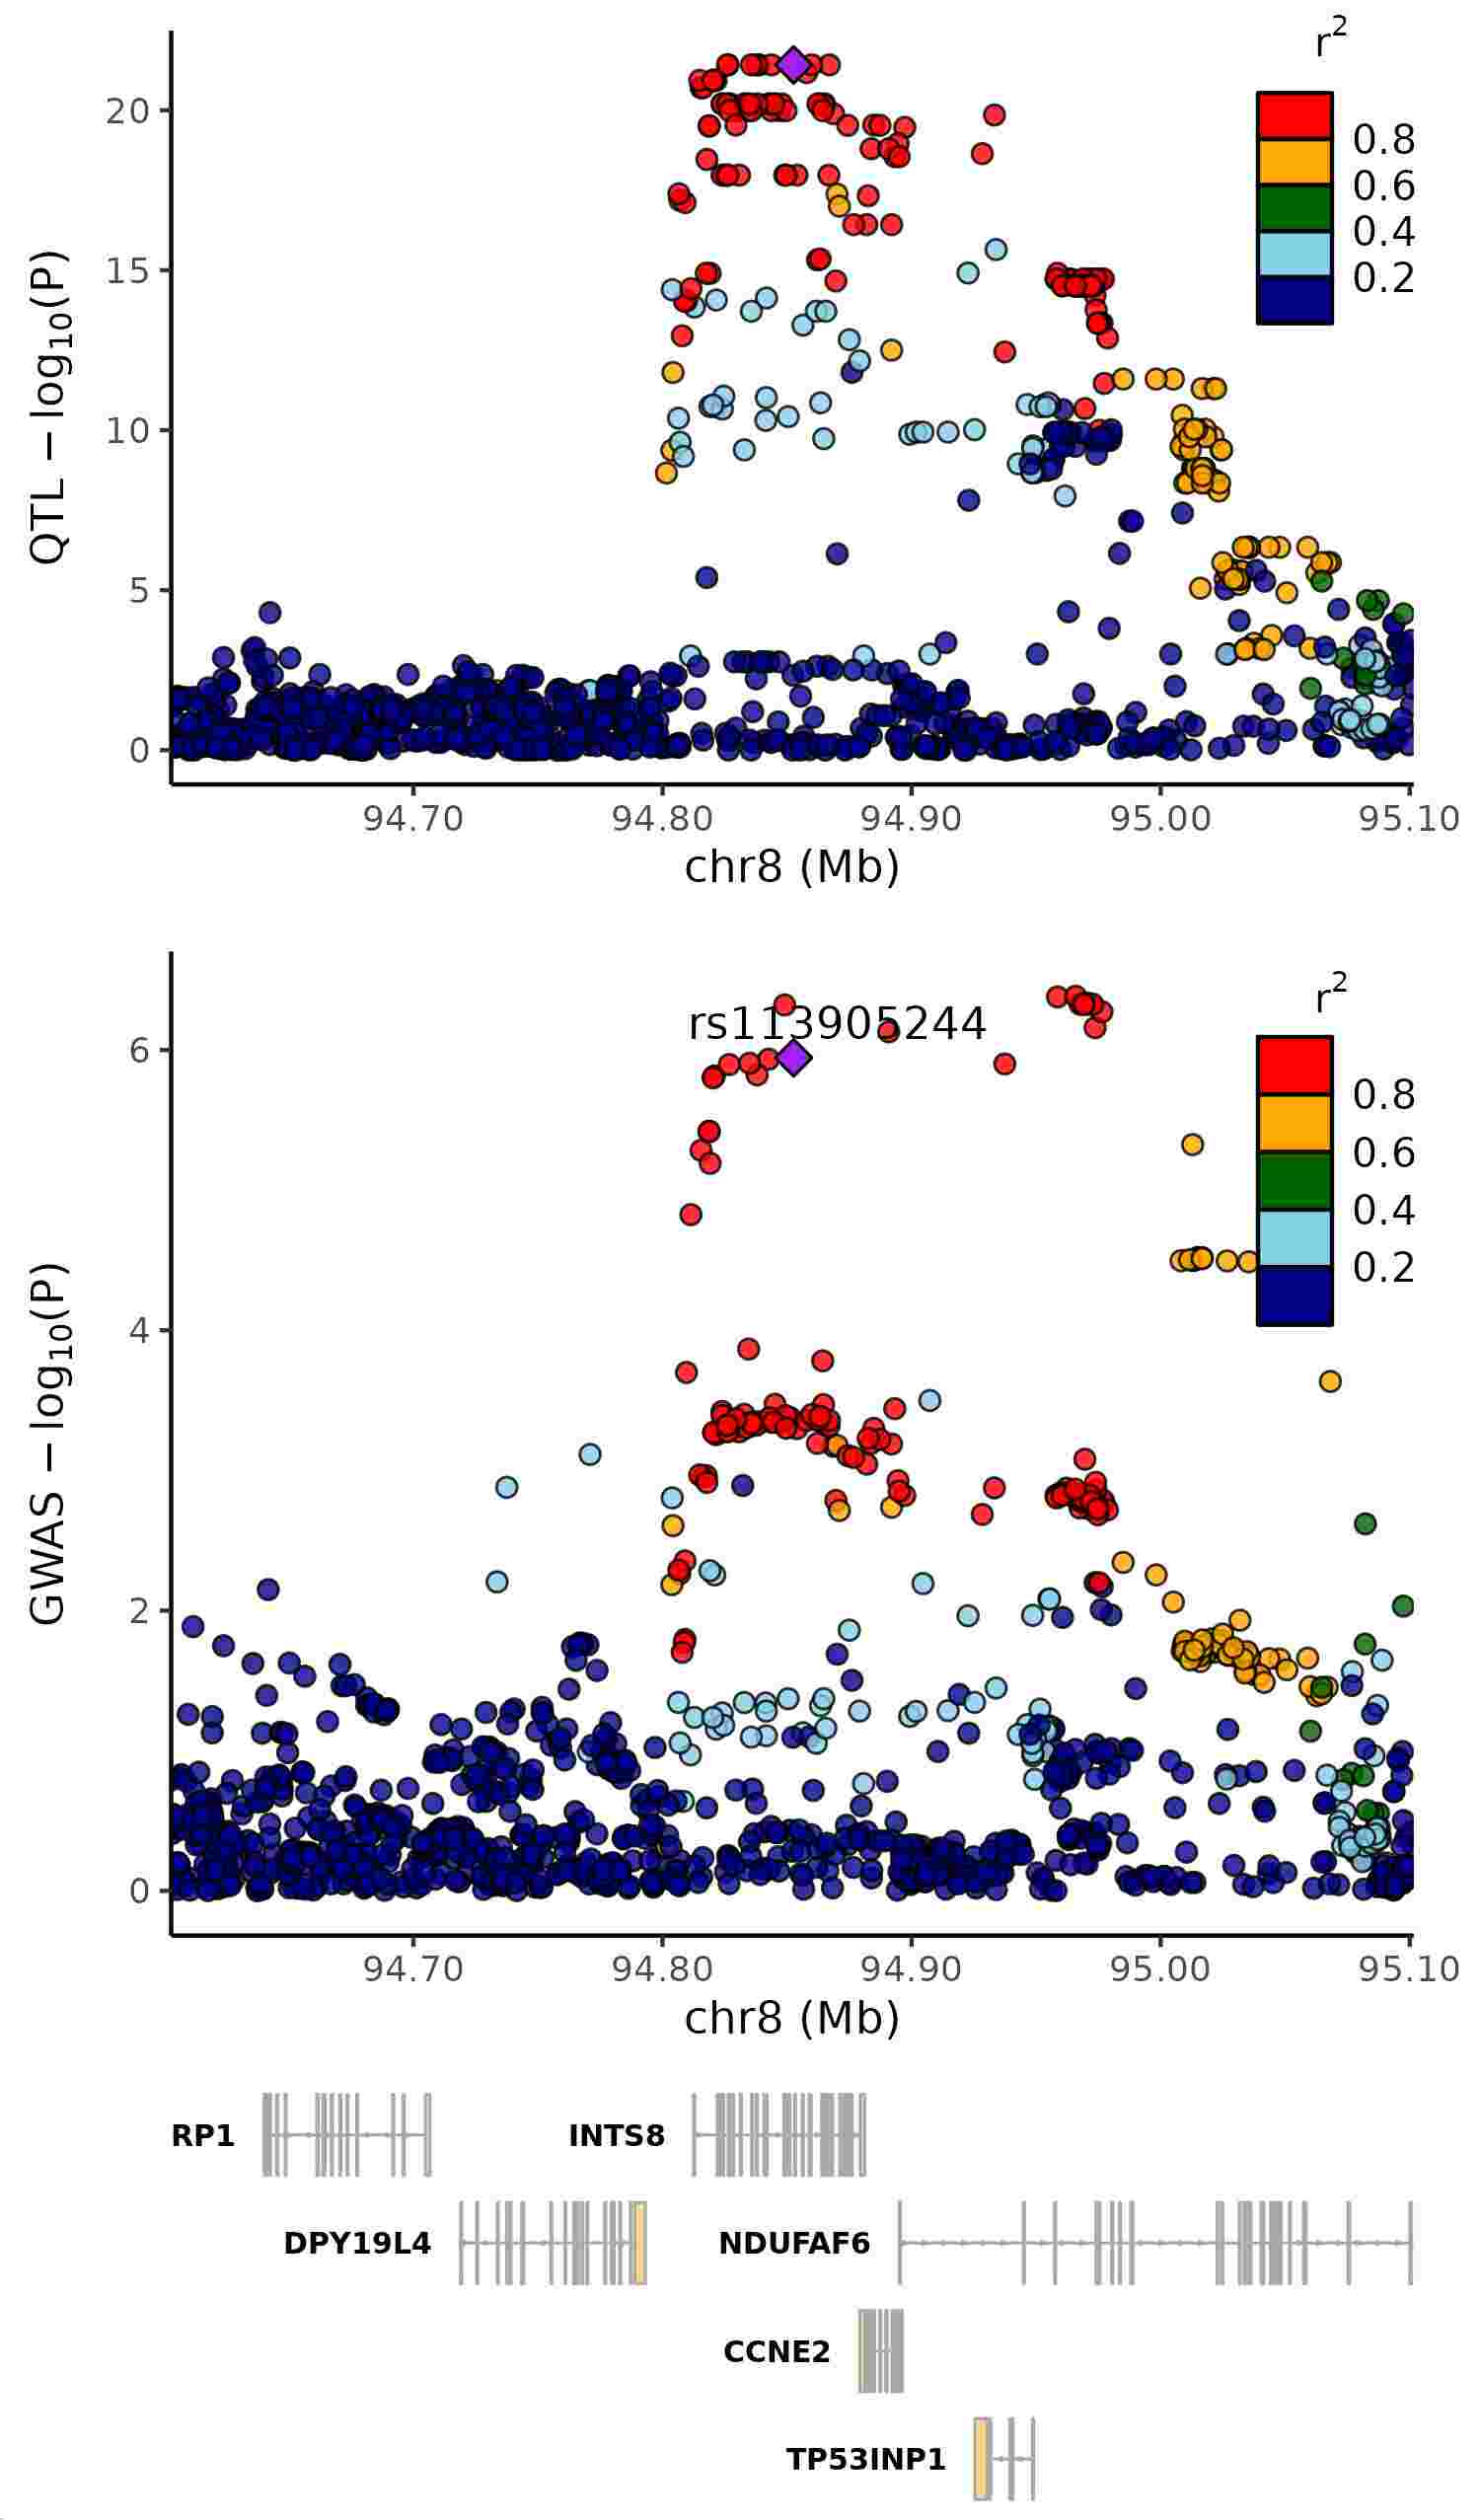 r2
QTL − log10(P)
20
15
10
5
0
0.8
0.6
0.4
0.2
94.70 94.80 94.90 95.00 95.10
chr8 (Mb)
r2
GWAS − log10(P)
rs113905244
6
4
2
0
0.8
0.6
0.4
0.2
94.70 94.80 94.90 95.00 95.10
chr8 (Mb)
RP1 INTS8
DPY19L4 NDUFAF6
CCNE2
TP53INP1